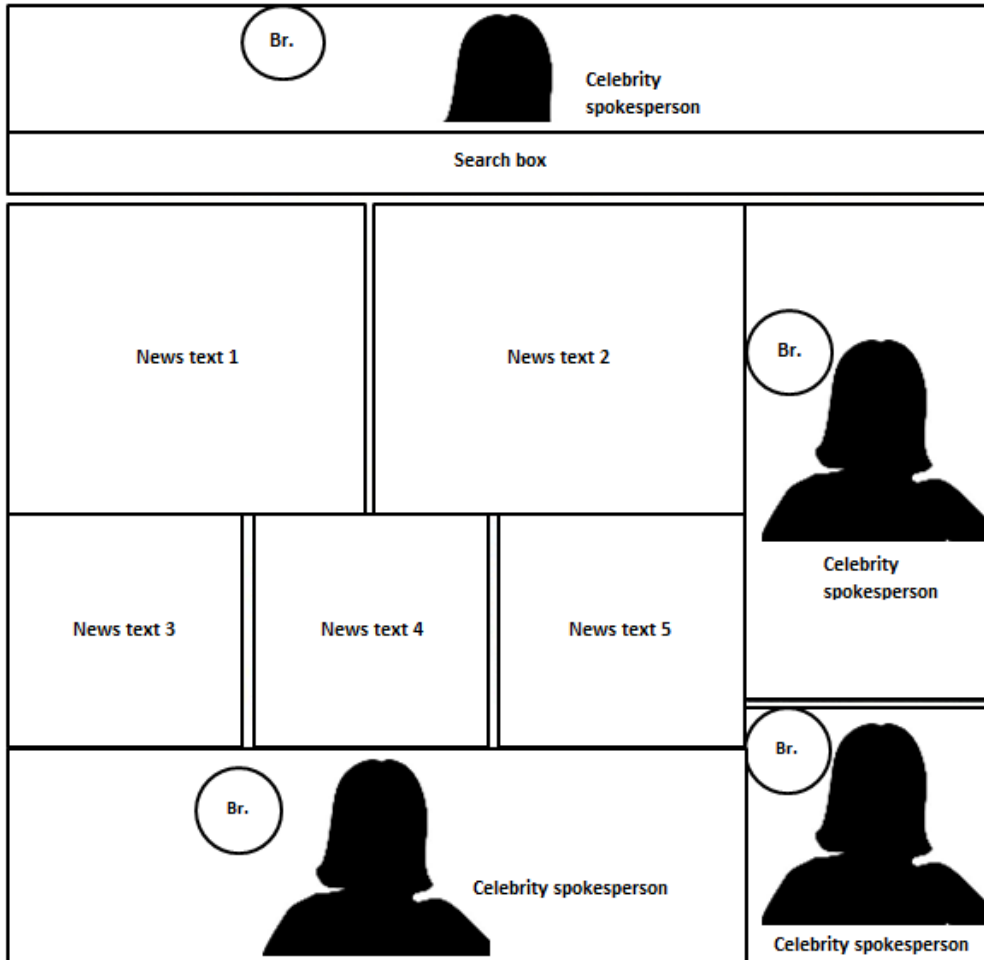 Br.
Celebrity
spokesperson
Search box
News text 1
News text 2
Br.
Celebrity
spokesperson
News text 3
News text 4
News text 5
Br.
Celebrity spokesperson
Br.
Celebrity spokesperson